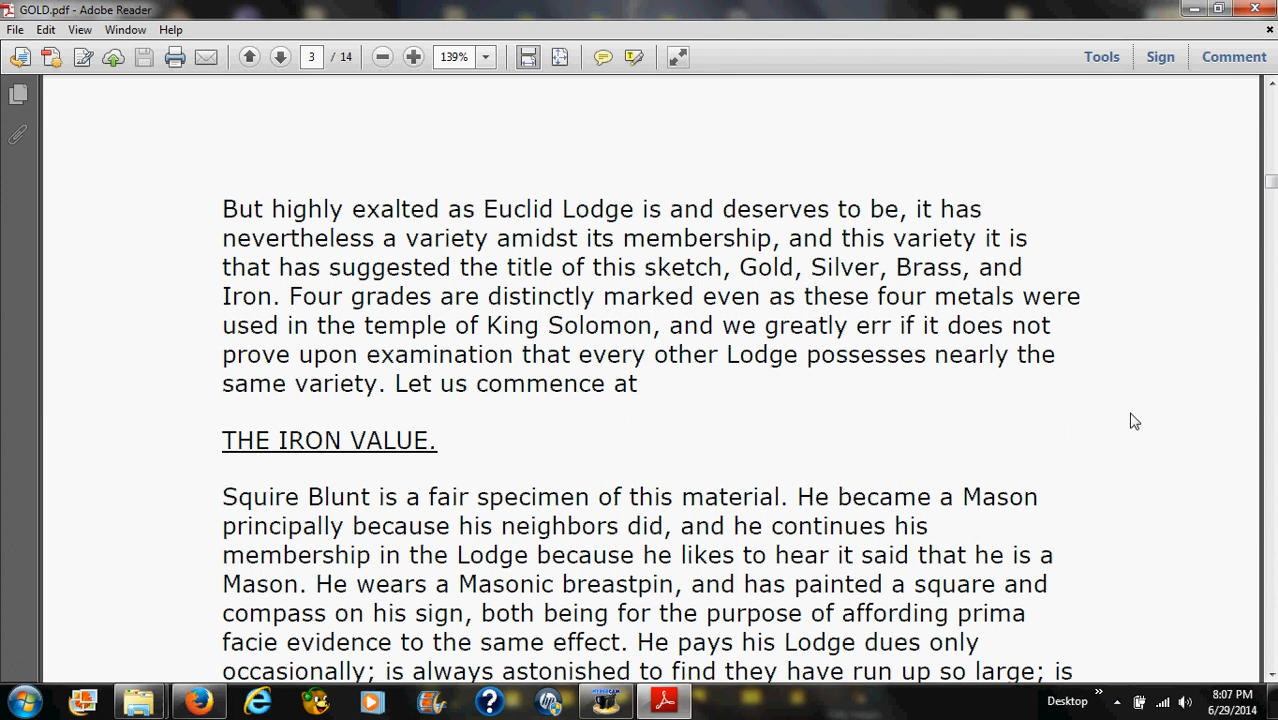 GOLD.pdf - Adobe Reader
File Edit View Window Help
3 / 14 139% Tools Sign Comment
But highly exalted as Euclid Lodge is and deserves to be, it has
nevertheless a variety amidst its membership, and this variety it is
that has suggested the title of this sketch, Gold, Silver, Brass, and
Iron. Four grades are distinctly marked even as these four metals were
used in the temple of King Solomon, and we greatly err if it does not
prove upon examination that every other Lodge possesses nearly the
same variety. Let us commence at
THE IRON VALUE.
Squire Blunt is a fair specimen of this material. He became a Mason
principally because his neighbors did, and he continues his
membership in the Lodge because he likes to hear it said that he is a
Mason. He wears a Masonic breastpin, and has painted a square and
compass on his sign, both being for the purpose of affording prima
facie evidence to the same effect. He pays his Lodge dues only
occasionally; is always astonished to find they have run up so large; is
Desktop
8:07 PM
6/29/2014